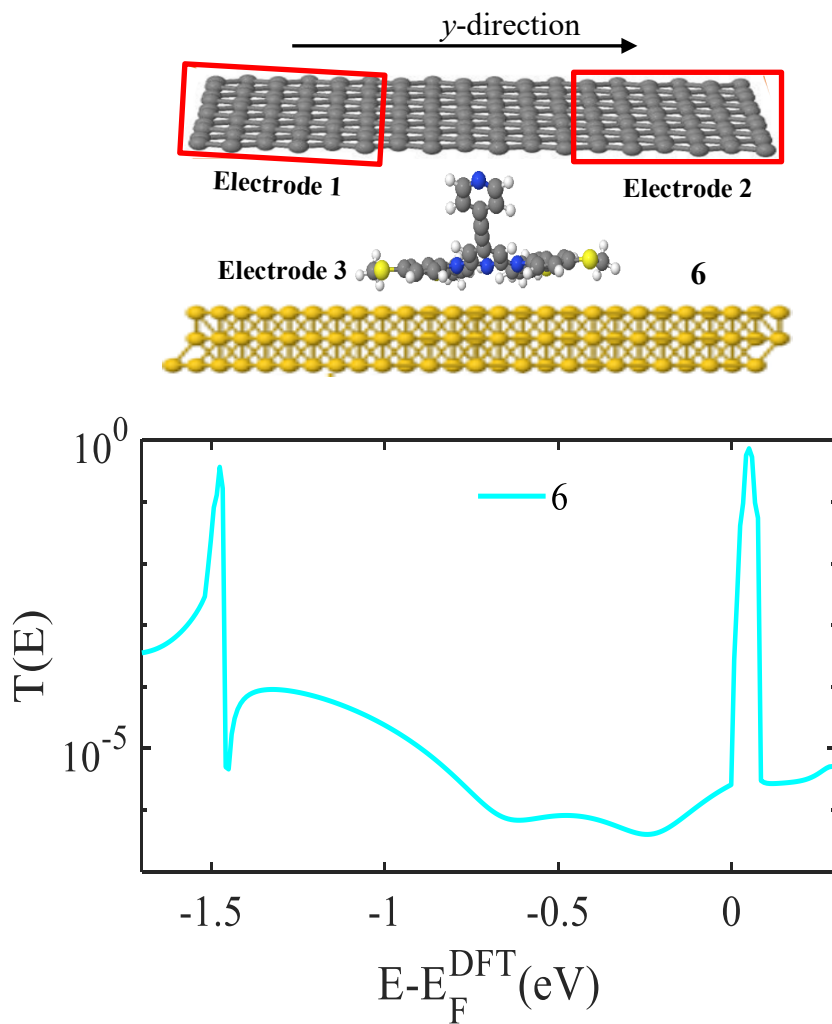 y-direction
Electrode 1
Electrode 2
Electrode 3
6
10^0
6
T(E)
10^-5
-1.5 -1 -0.5 0
E-E_F^DFT(eV)